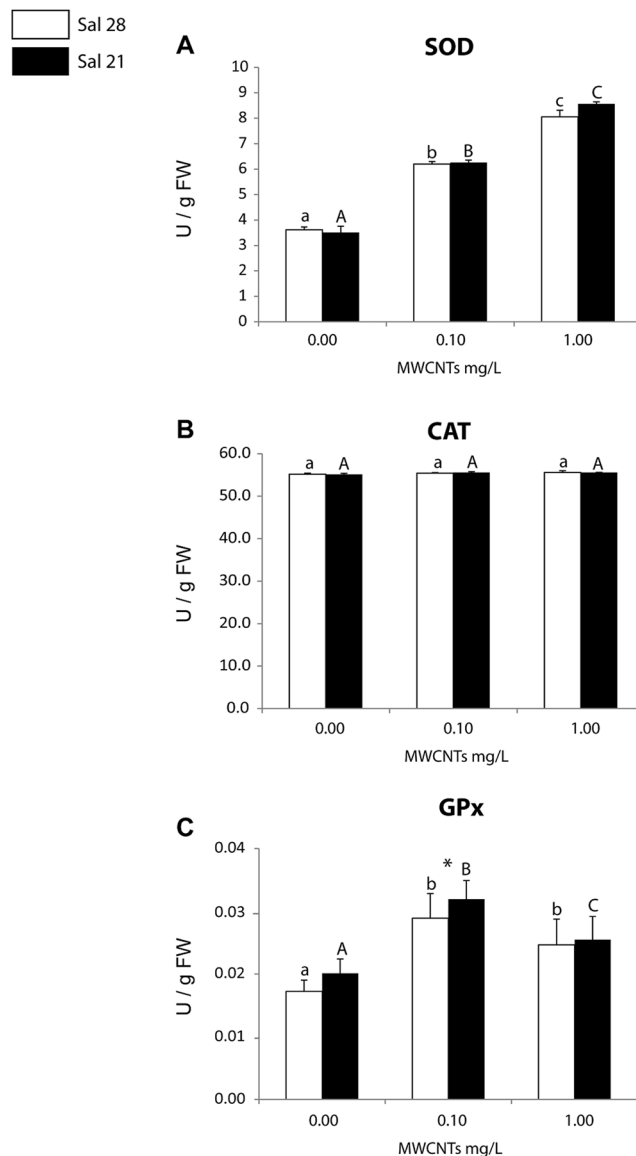 Sal 28
Sal 21
A
SOD
10
9
8
7
6
5
4
3
2
1
0
U / g FW
a A
b B
c C
0.00 0.10 1.00
MWCNTs mg/L
B
CAT
60.0
50.0
40.0
30.0
20.0
10.0
0.0
U / g FW
a A
a A
a A
0.00 0.10 1.00
MWCNTs mg/L
C
GPx
0.04
0.03
0.02
0.01
0.00
U / g FW
a A
b * B
b C
0.00 0.10 1.00
MWCNTs mg/L